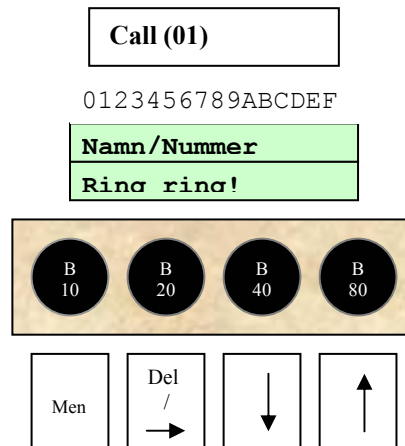 Call (01)
0123456789ABCDEF
Namn/Nummer
Ring ring!
B B B B
10 20 40 80
Men
Del
/